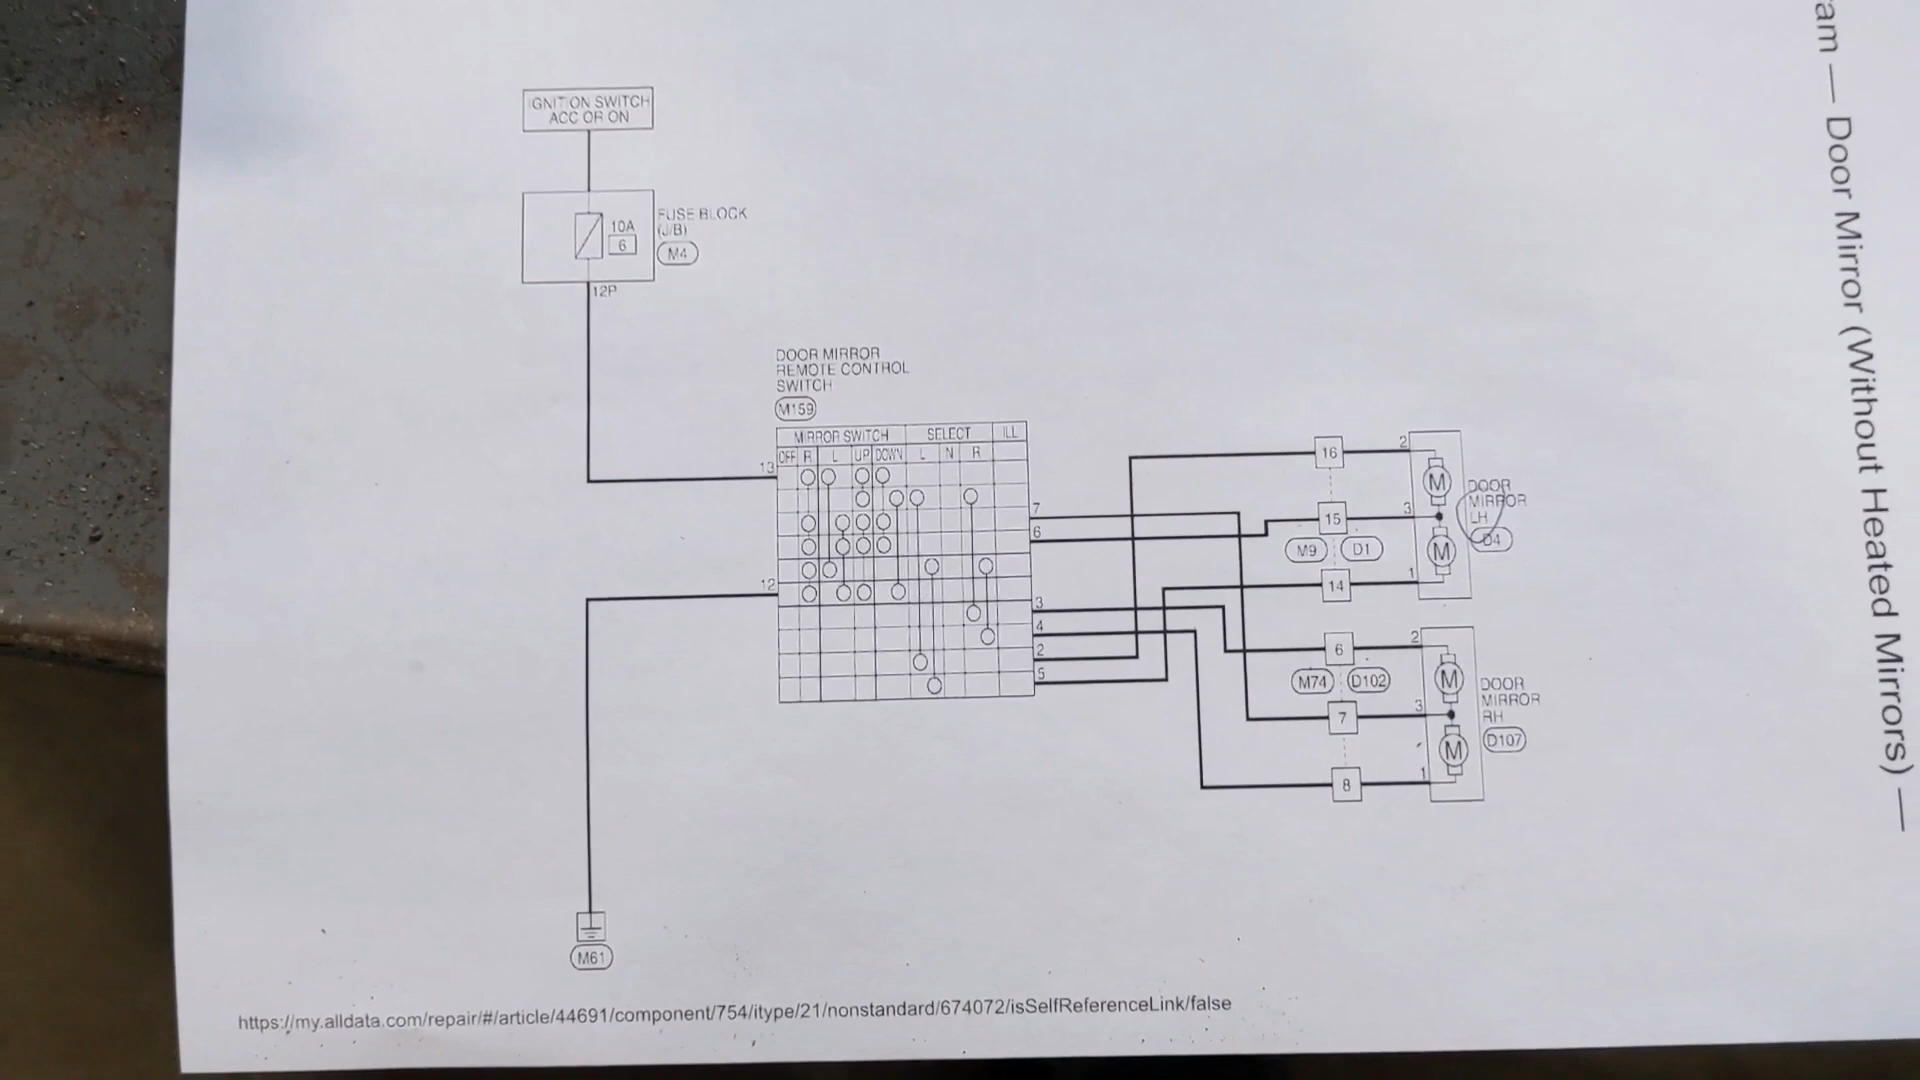 IGNITION SWITCH
ACC OR ON
FUSE BLOCK
(J/B)
10A
6
M4
12P
DOOR MIRROR
REMOTE CONTROL
SWITCH
M159
MIRROR SWITCH SELECT ILL
OFF R L UP DOWN L N R
13
12
7
6
3
4
2
5
16 2
M
15 3
M9 D1
M
14 1
DOOR
MIRROR
LH
D4
6 2
M
M74 D102
7 3
M
8 1
DOOR
MIRROR
RH
D107
M61
https://my.alldata.com/repair/#/article/44691/component/754/itype/21/nonstandard/674072/isSelfReferenceLink/false
am — Door Mirror (Without Heated Mirrors) —